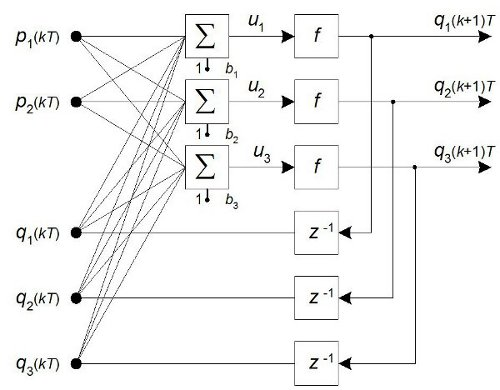 p₁(kT) Σ u₁ f q₁(k+1)T
1 b₁
p₂(kT) Σ u₂ f q₂(k+1)T
1 b₂
Σ u₃ f q₃(k+1)T
1 b₃
q₁(kT) z⁻¹
q₂(kT) z⁻¹
q₃(kT) z⁻¹